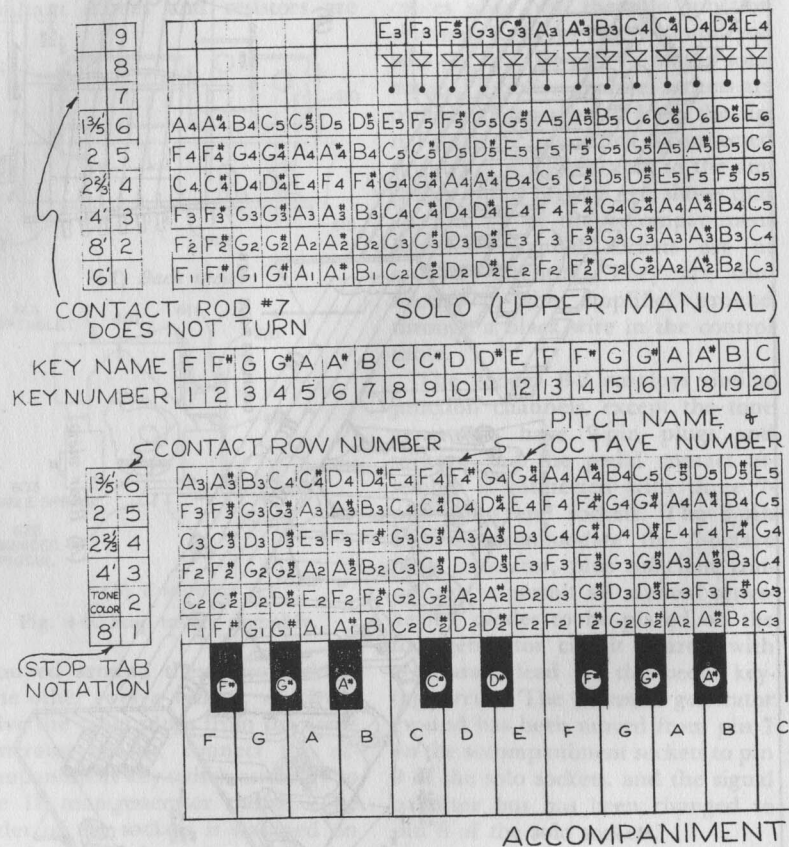 9 E3 F3 F#3 G3 G#3 A3 A#3 B3 C4 C#4 D4 D#4 E4
8
7
1 3/5' 6 A4 A#4 B4 C5 C#5 D5 D#5 E5 F5 F#5 G5 G#5 A5 A#5 B5 C6 C#6 D6 D#6 E6
2 5 F4 F#4 G4 G#4 A4 A#4 B4 C5 C#5 D5 D#5 E5 F5 F#5 G5 G#5 A5 A#5 B5 C6
2 2/3 4 C4 C#4 D4 D#4 E4 F4 F#4 G4 G#4 A4 A#4 B4 C5 C#5 D5 D#5 E5 F5 F#5 G5
4' 3 F3 F#3 G3 G#3 A3 A#3 B3 C4 C#4 D4 D#4 E4 F4 F#4 G4 G#4 A4 A#4 B4 C5
8' 2 F2 F#2 G2 G#2 A2 A#2 B2 C3 C#3 D3 D#3 E3 F3 F#3 G3 G#3 A3 A#3 B3 C4
16' F1 F#1 G1 G#1 A1 A#1 B1 C2 C#2 D2 D#2 E2 F2 F#2 G2 G#2 A2 A#2 B2 C3
CONTACT ROD #7
DOES NOT TURN
SOLO (UPPER MANUAL)
KEY NAME F F# G G# A A# B C C# D D# E F F# G G# A A# B C
KEY NUMBER 1 2 3 4 5 6 7 8 9 10 11 12 13 14 15 16 17 18 19 20
CONTACT ROW NUMBER
PITCH NAME &
OCTAVE NUMBER
1 3/5' 6 A3 A#3 B3 C4 C#4 D4 D#4 E4 F4 F#4 G4 G#4 A4 A#4 B4 C5 C#5 D5 D#5 E5
2 5 F3 F#3 G3 G#3 A3 A#3 B3 C4 C#4 D4 D#4 E4 F4 F#4 G4 G#4 A4 A#4 B4 C5
2 2/3 4 C3 C#3 D3 D#3 E3 F3 F#3 G3 G#3 A3 A#3 B3 C4 C#4 D4 D#4 E4 F4 F#4 G4
4' 3 F2 F#2 G2 G#2 A2 A#2 B2 C3 C#3 D3 D#3 E3 F3 F#3 G3 G#3 A3 A#3 B3 C4
TONE COLOR 2 C2 C#2 D2 D#2 E2 F2 F#2 G2 G#2 A2 A#2 B2 C3 C#3 D3 D#3 E3 F3 F#3 G3
8' 1 F1 F#1 G1 G#1 A1 A#1 B1 C2 C#2 D2 D#2 E2 F2 F#2 G2 G#2 A2 A#2 B2 C3
STOP TAB
NOTATION
F# G# A# C# D# F# G# A#
F G A B C D E F G A B C
ACCOMPANIMENT